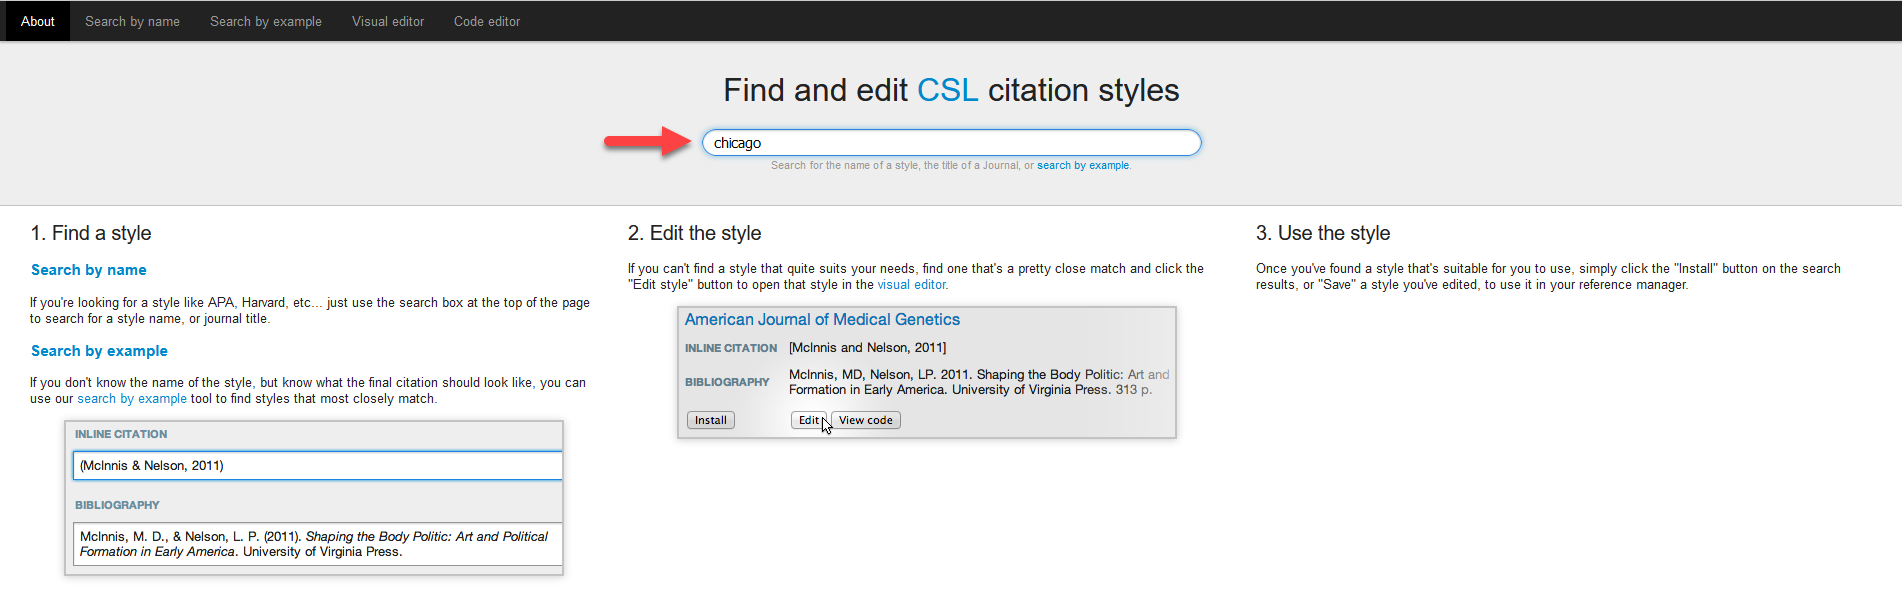 About Search by name Search by example Visual editor Code editor
Find and edit CSL citation styles
chicago
Search for the name of a style, the title of a Journal, or search by example.
1. Find a style
Search by name
If you're looking for a style like APA, Harvard, etc... just use the search box at the top of the page
to search for a style name, or journal title.
Search by example
If you don't know the name of the style, but know what the final citation should look like, you can
use our search by example tool to find styles that most closely match.
INLINE CITATION
(McInnis & Nelson, 2011)
BIBLIOGRAPHY
McInnis, M. D., & Nelson, L. P. (2011). Shaping the Body Politic: Art and Political
Formation in Early America. University of Virginia Press.
2. Edit the style
If you can't find a style that quite suits your needs, find one that's a pretty close match and click the
"Edit style" button to open that style in the visual editor.
American Journal of Medical Genetics
INLINE CITATION [McInnis and Nelson, 2011]
BIBLIOGRAPHY McInnis, MD, Nelson, LP. 2011. Shaping the Body Politic: Art and
Formation in Early America. University of Virginia Press. 313 p.
Install Edit View code
3. Use the style
Once you've found a style that's suitable for you to use, simply click the "Install" button on the search
results, or "Save" a style you've edited, to use it in your reference manager.